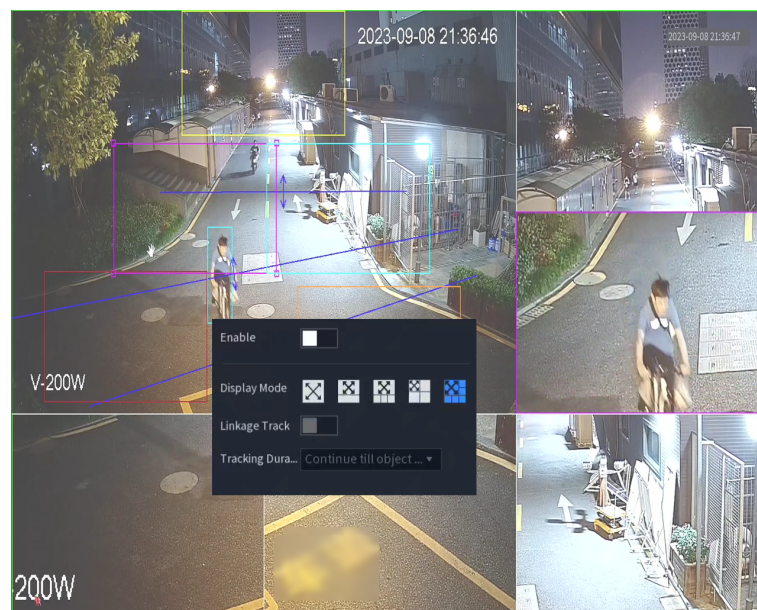 2023-09-08 21:36:46
2023-09-08 21:36:47
V-200W
Enable
Display Mode
Linkage Track
Tracking Dura...
Continue till object ...
200W